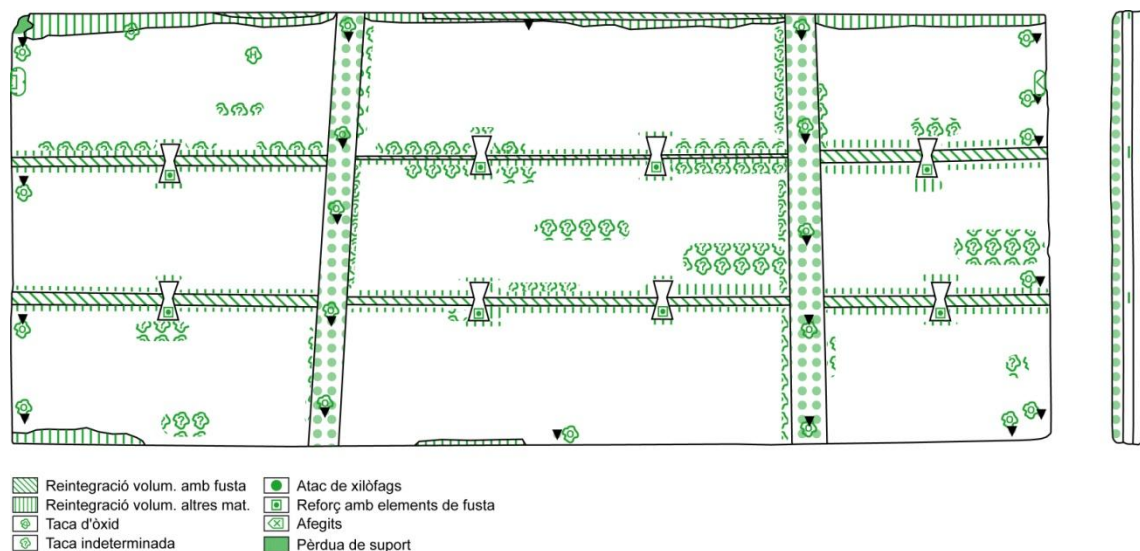 Reintegració volum. amb fusta
Reintegració volum. altres mat.
Taca d'òxid
Taca indeterminada
Atac de xilòfags
Reforç amb elements de fusta
Afegits
Pèrdua de suport